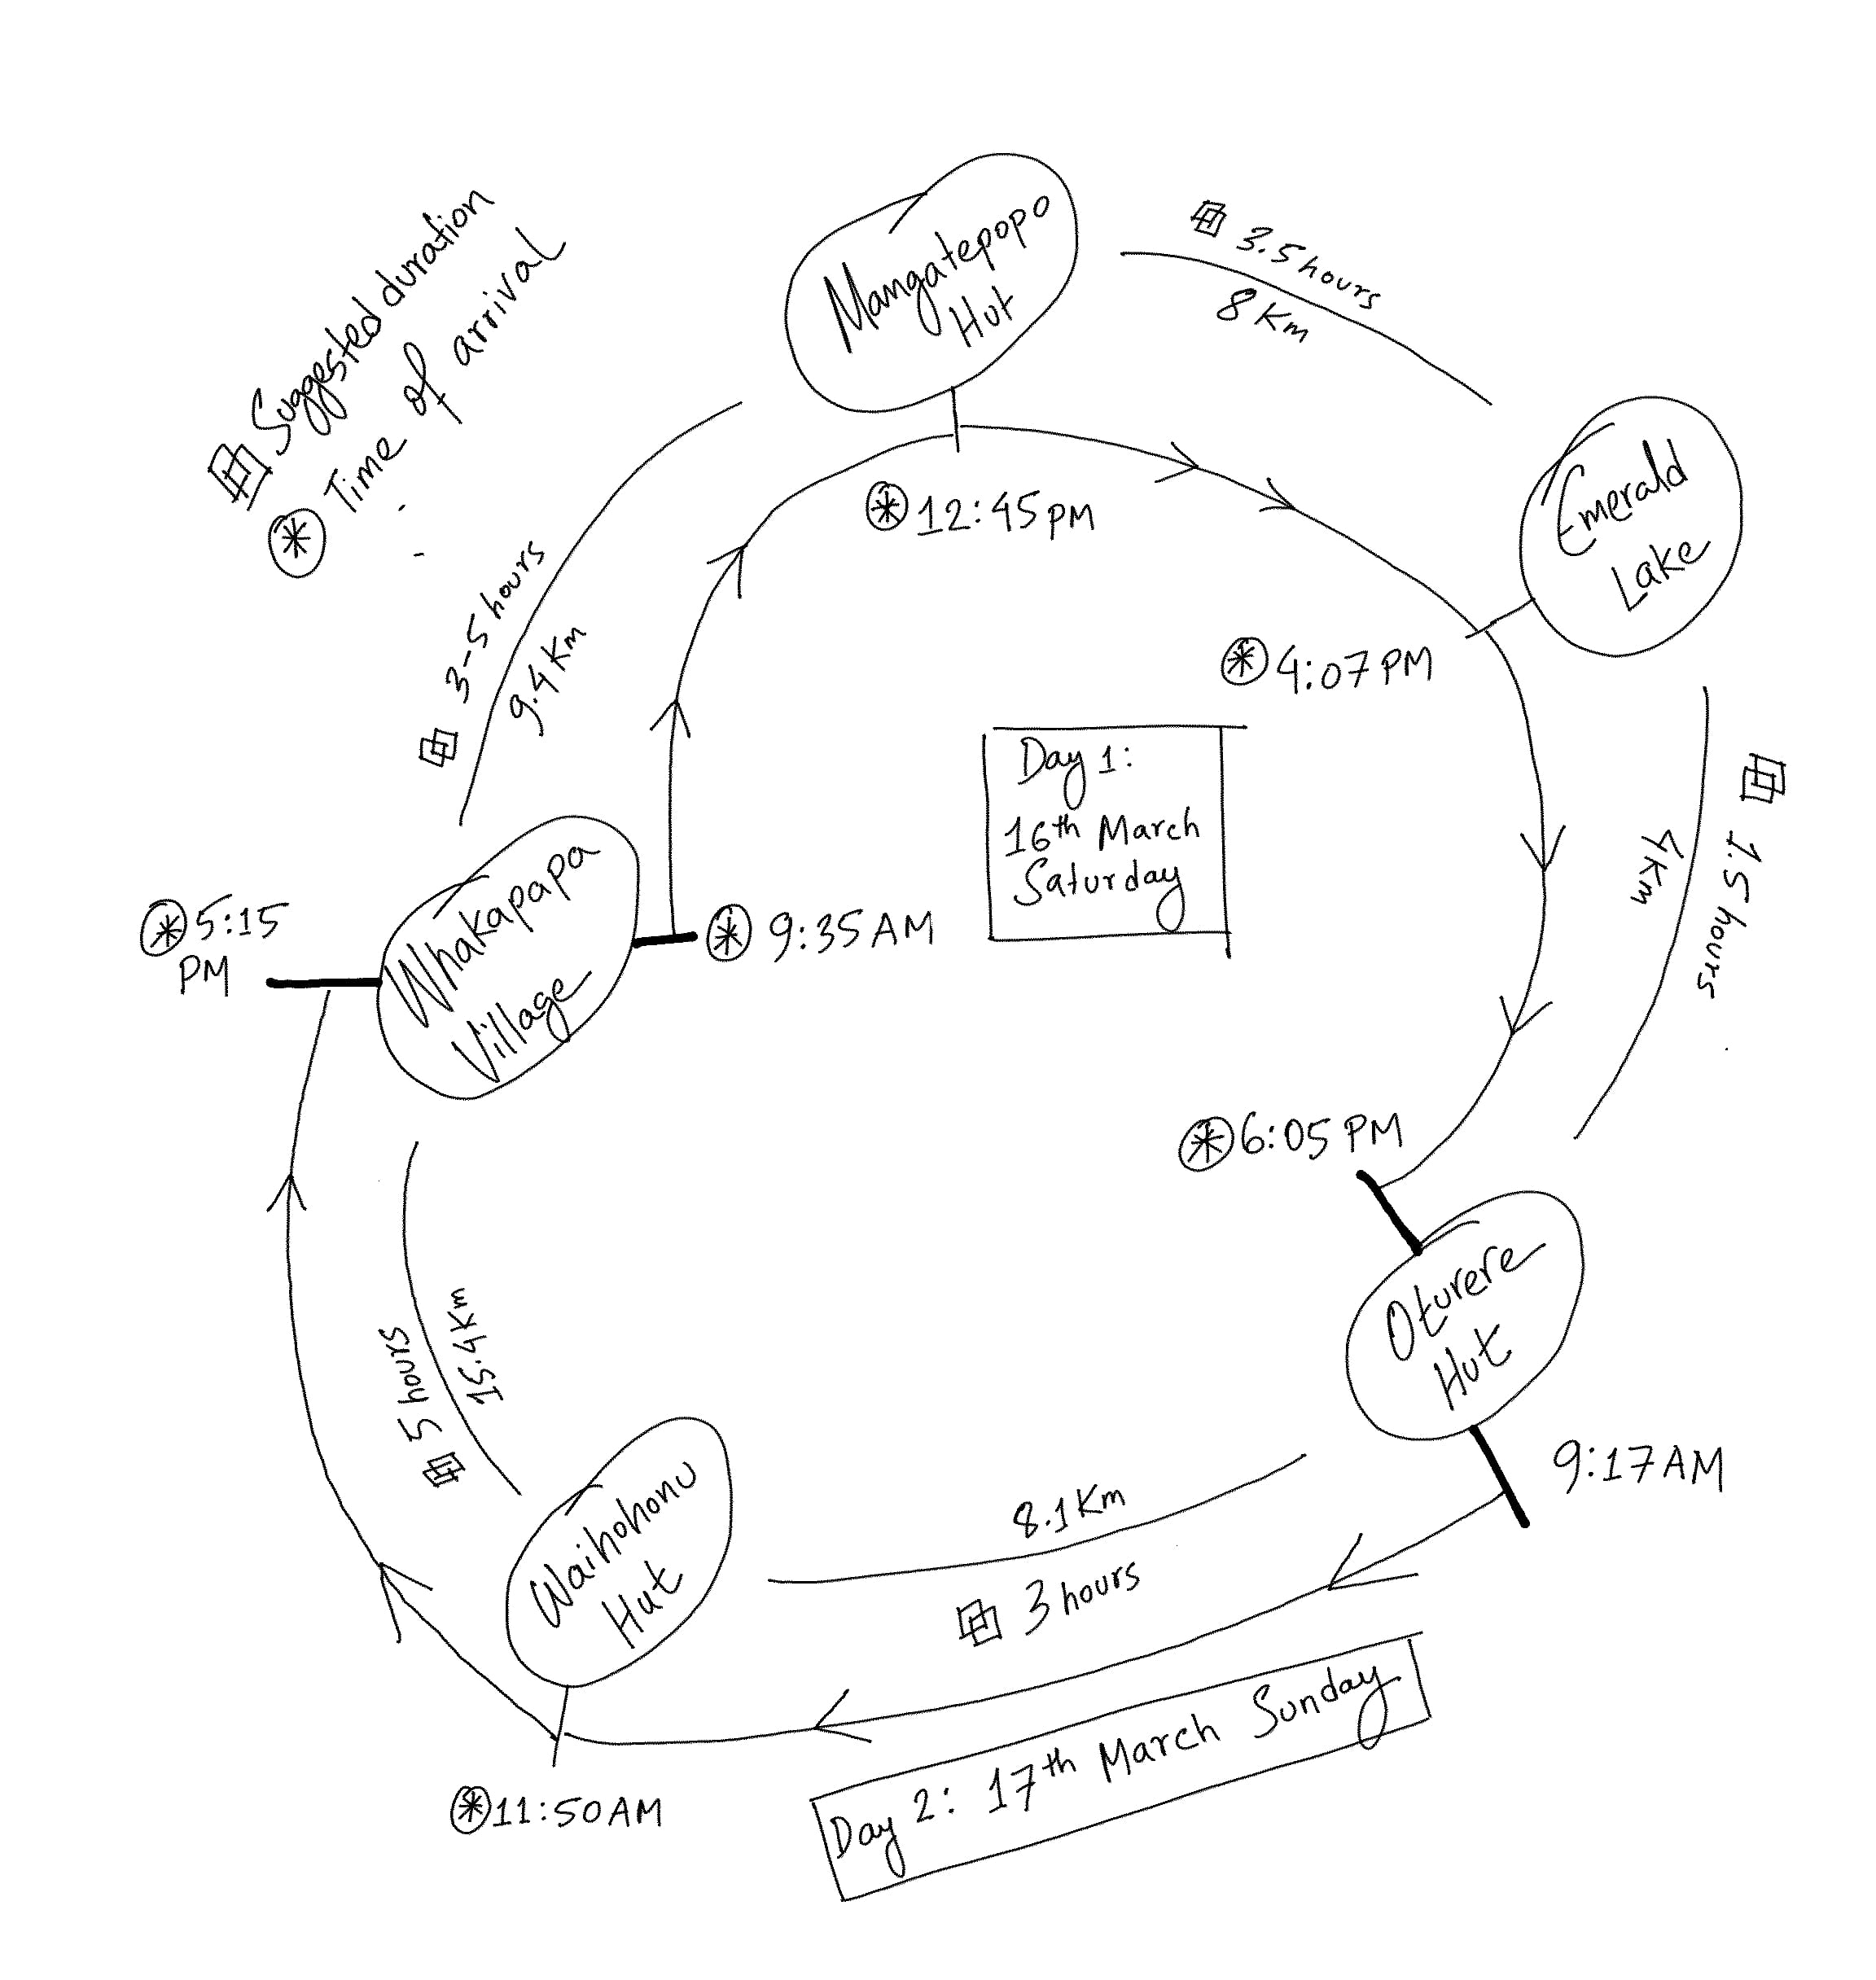 Suggested duration
Time of arrival
Mangatepopo
Hut
3.5 hours
8 Km
Emerald
Lake
12:45 PM
3-5 hours
9.4 Km
4:07 PM
Day 1:
16th March
Saturday
1.5 hours
4 Km
Whakapapa
Village
5:15
PM
9:35 AM
6:05 PM
Oturere
Hut
9:17 AM
5 hours
15.4 Km
8.1 Km
3 hours
Waihohonu
Hut
11:50 AM
Day 2: 17th March Sunday